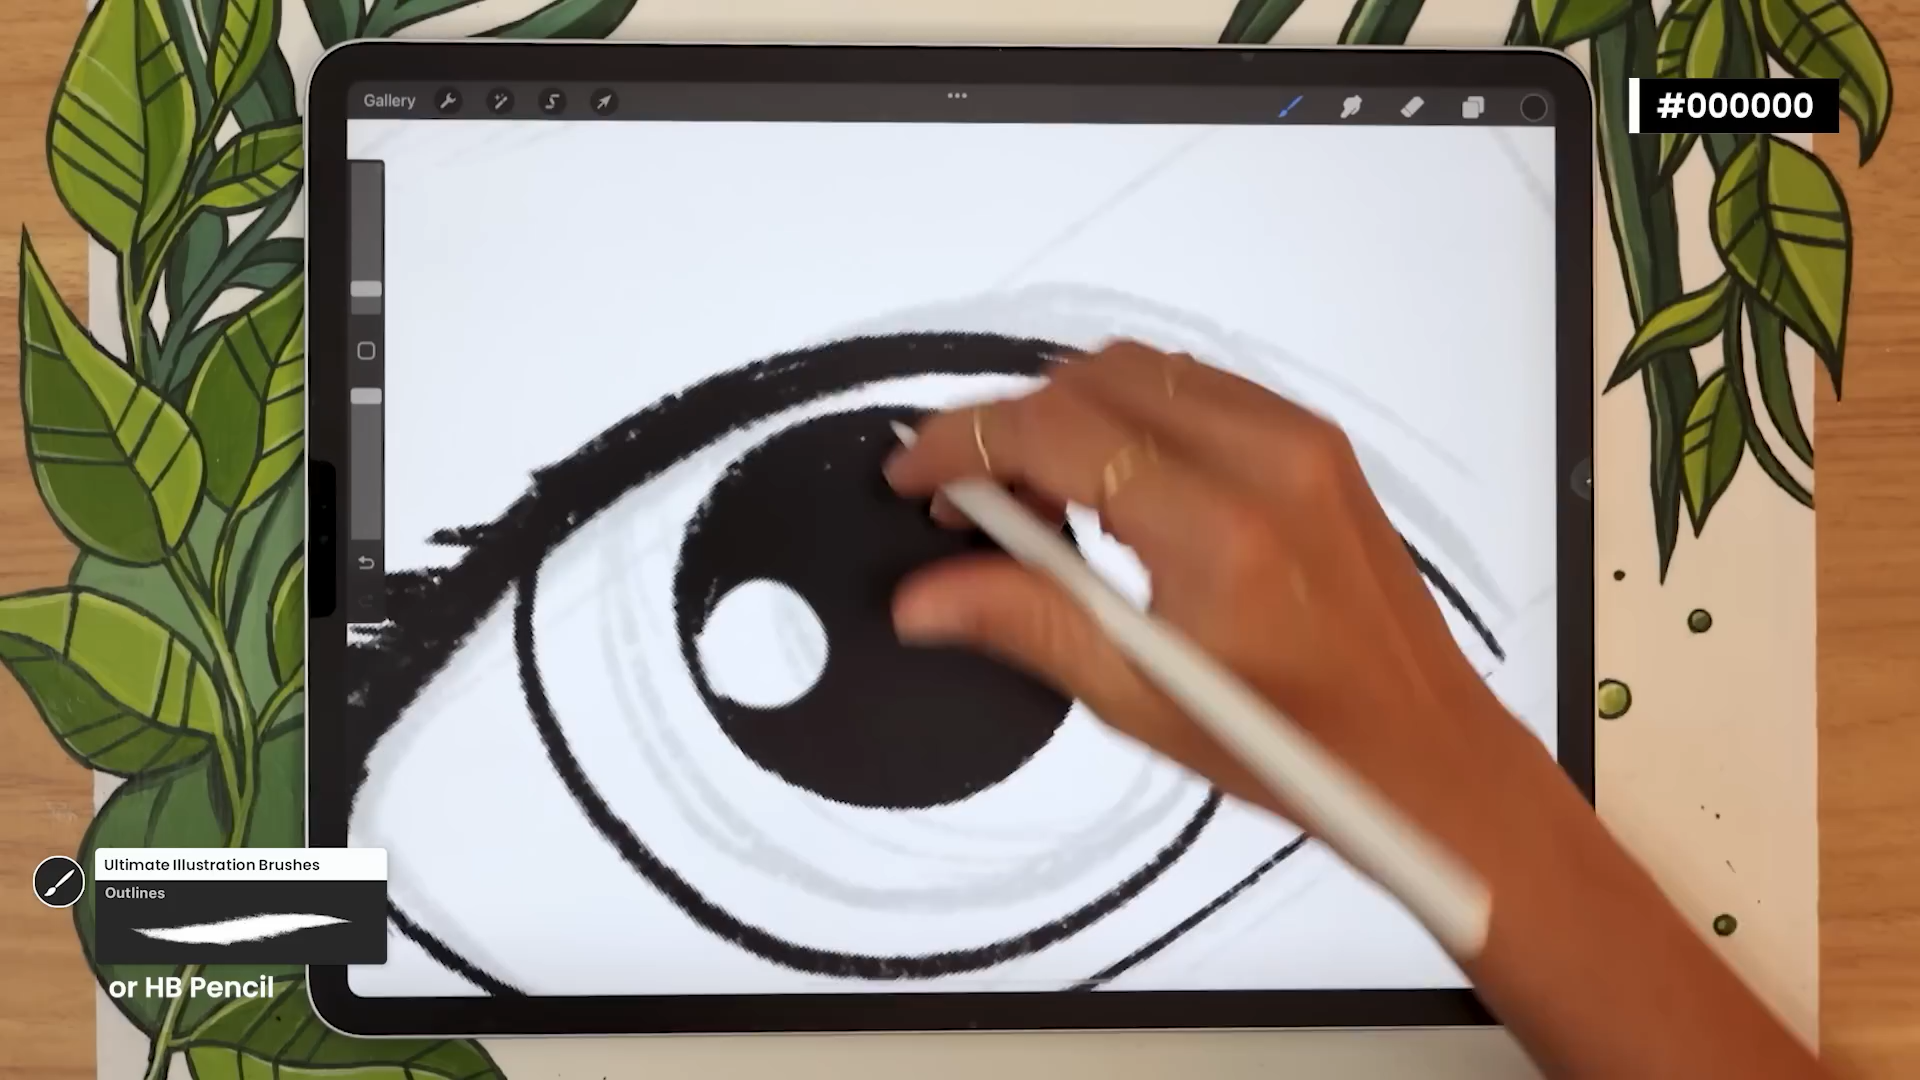 Gallery
#000000
Ultimate Illustration Brushes
Outlines
or HB Pencil